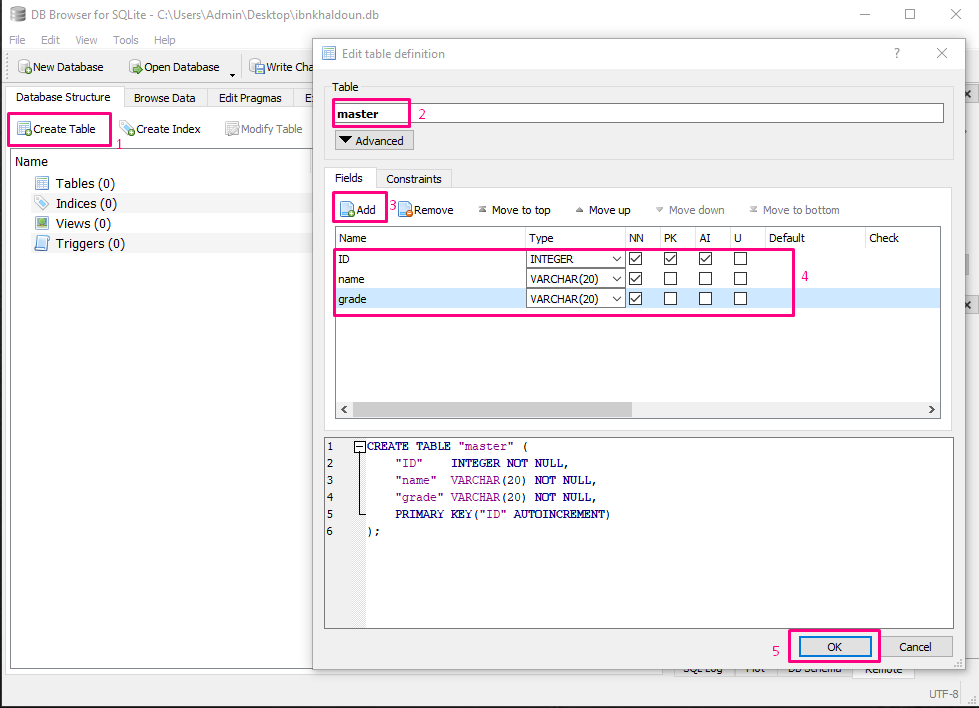 DB Browser for SQLite - C:\Users\Admin\Desktop\ibnkhaldoun.db
File Edit View Tools Help
New Database Open Database Write Cha
Database Structure Browse Data Edit Pragmas E
Create Table Create Index Modify Table
1
Name
Tables (0)
Indices (0)
Views (0)
Triggers (0)
Edit table definition ?
Table
master 2
Advanced
Fields Constraints
Add 3 Remove Move to top Move up Move down Move to bottom
Name Type NN PK AI U Default Check
ID INTEGER
name VARCHAR(20) 4
grade VARCHAR(20)
1 CREATE TABLE "master" (
2 "ID" INTEGER NOT NULL,
3 "name" VARCHAR(20) NOT NULL,
4 "grade" VARCHAR(20) NOT NULL,
5 PRIMARY KEY("ID" AUTOINCREMENT)
6 );
5 OK Cancel
SQL Log Plot DB Schema Remote
UTF-8